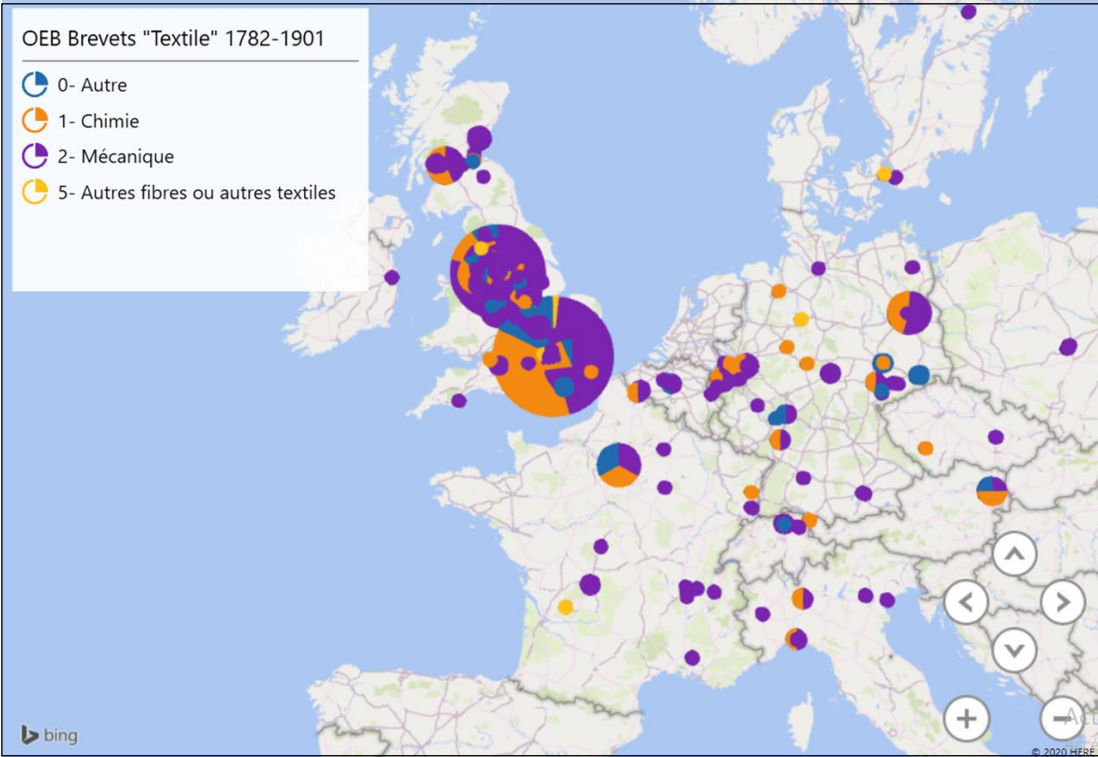 OEB Brevets "Textile" 1782-1901
0- Autre
1- Chimie
2- Mécanique
5- Autres fibres ou autres textiles
bing
© 2020 HERE